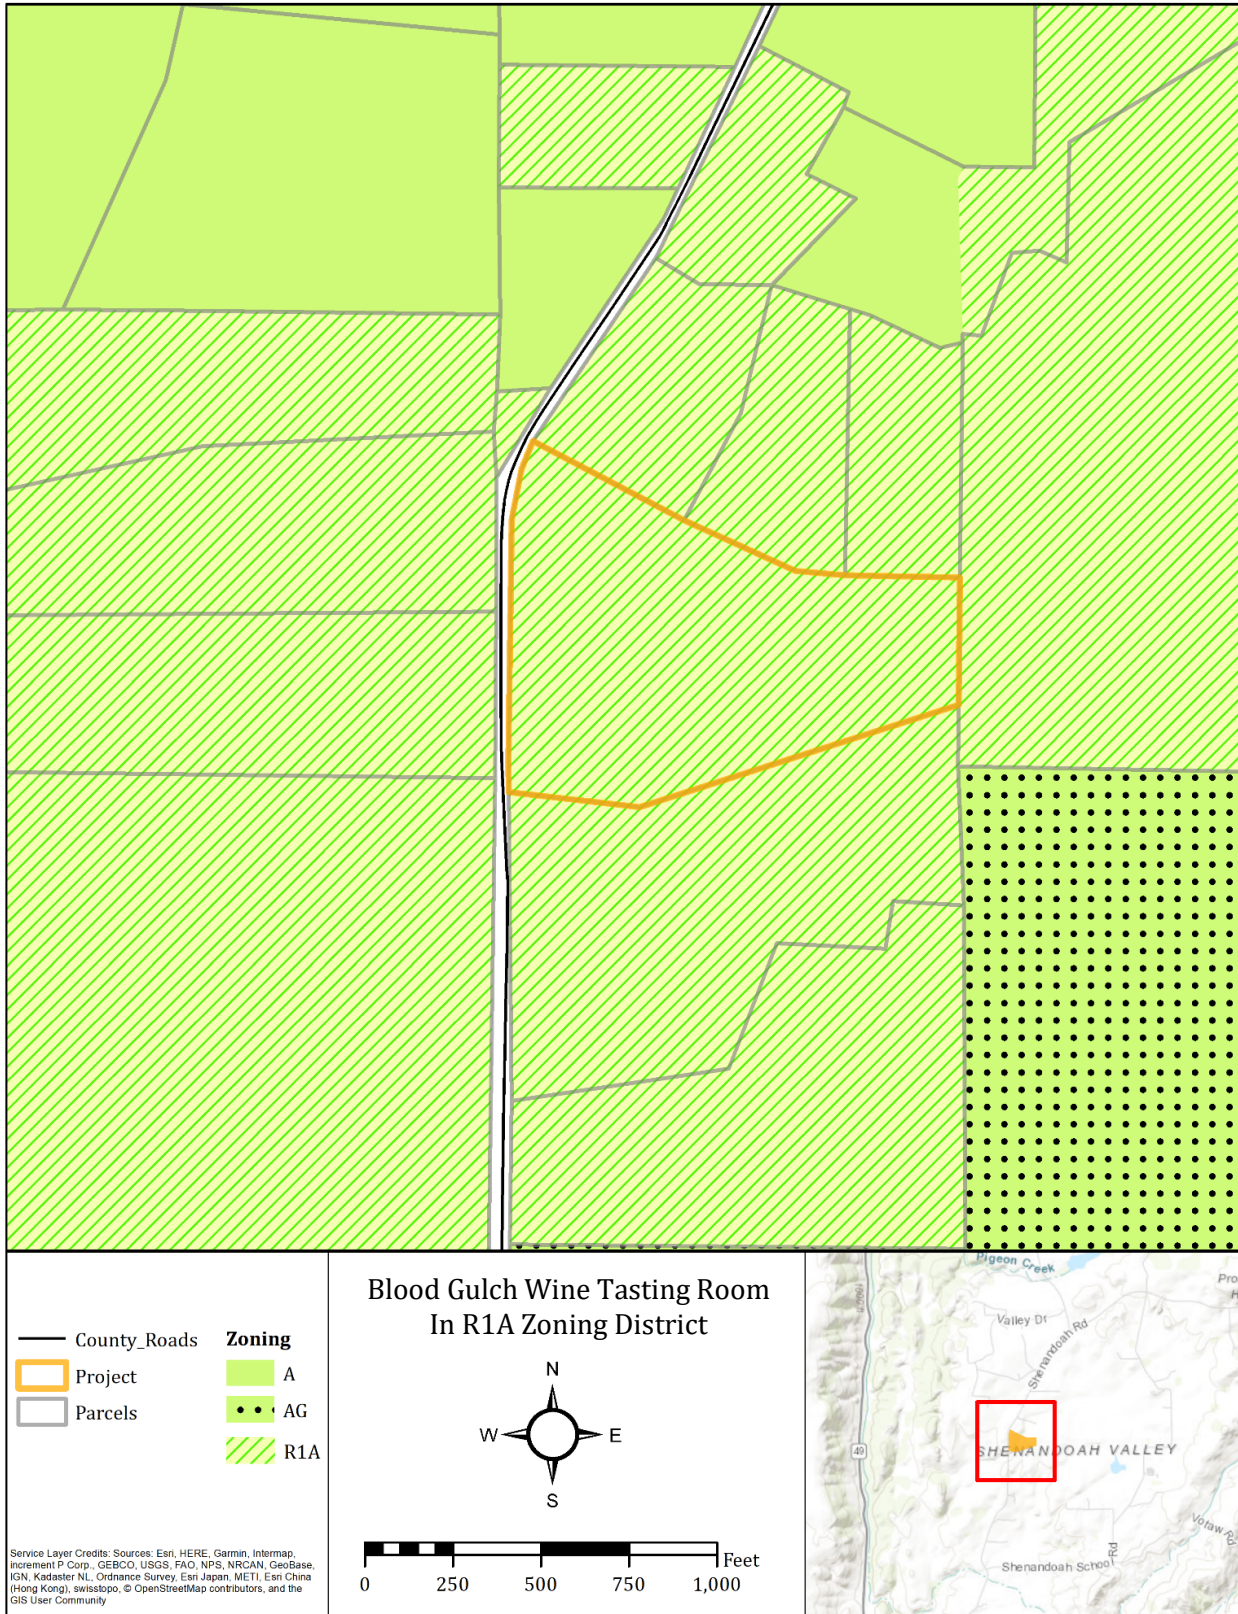 County_Roads
Project
Parcels
Zoning
A
AG
R1A
Service Layer Credits: Sources: Esri, HERE, Garmin, Intermap,
increment P Corp., GEBCO, USGS, FAO, NPS, NRCAN, GeoBase,
IGN, Kadaster NL, Ordnance Survey, Esri Japan, METI, Esri China
(Hong Kong), swisstopo, © OpenStreetMap contributors, and the
GIS User Community
Blood Gulch Wine Tasting Room
In R1A Zoning District
N
W
E
S
Feet
0 250 500 750 1,000
Pigeon Creek
Valley Dr
Shenandoah Rd
49
SHENANDOAH VALLEY
Votaw Rd
Shenandoah School Rd